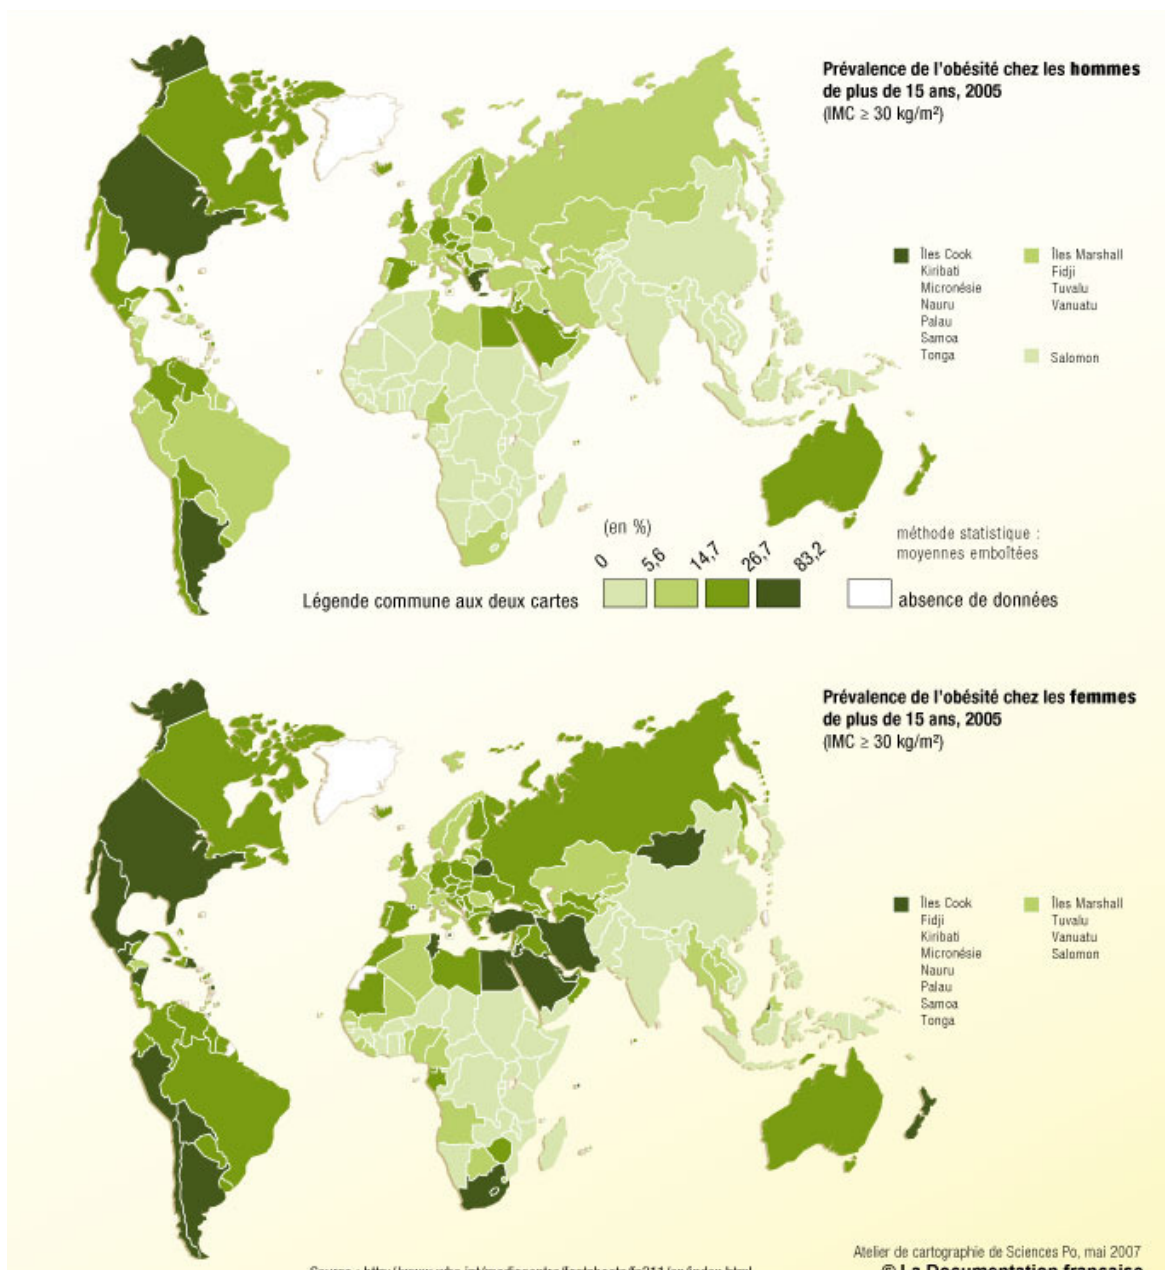 Prévalence de l'obésité chez les hommes
de plus de 15 ans, 2005
(IMC ≥ 30 kg/m²)
Îles Cook
Kiribati
Micronésie
Nauru
Palau
Samoa
Tonga
Îles Marshall
Fidji
Tuvalu
Vanuatu
Salomon
(en %)
0
5,6
14,7
26,7
83,2
méthode statistique :
moyennes emboîtées
Légende commune aux deux cartes
absence de données
Prévalence de l'obésité chez les femmes
de plus de 15 ans, 2005
(IMC ≥ 30 kg/m²)
Îles Cook
Fidji
Kiribati
Micronésie
Nauru
Palau
Samoa
Tonga
Îles Marshall
Tuvalu
Vanuatu
Salomon
Atelier de cartographie de Sciences Po, mai 2007
© La Documentation française